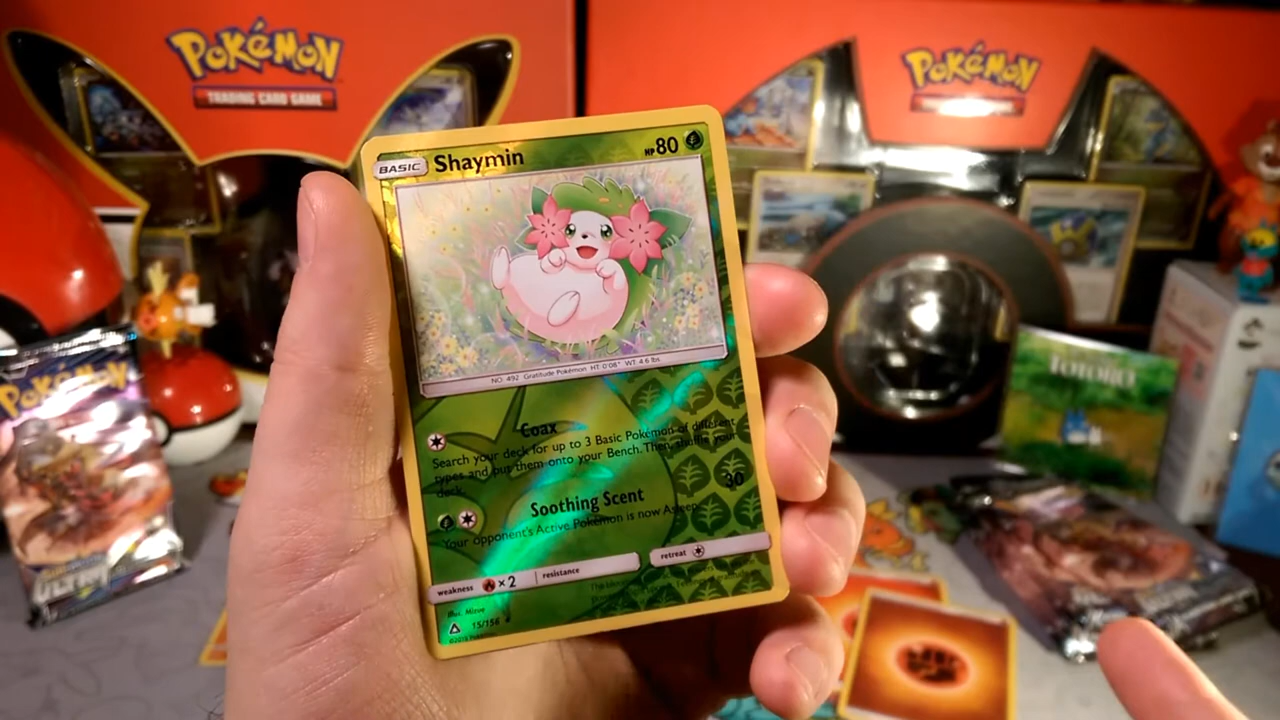 POKéMON
TRADING CARD GAME
POKéMON
BASIC
Shaymin
HP 80
NO. 492 Gratitude Pokémon HT: 0'08" WT: 4.6 lbs
Coax
Search your deck for up to 3 Basic Pokémon of different
types and put them onto your Bench. Then, shuffle your
deck.
Soothing Scent
30
Your opponent's Active Pokémon is now Asleep.
weakness
×2
resistance
retreat
Illus. Mizue
15/156
POKéMON
ULTRA
TOTORO